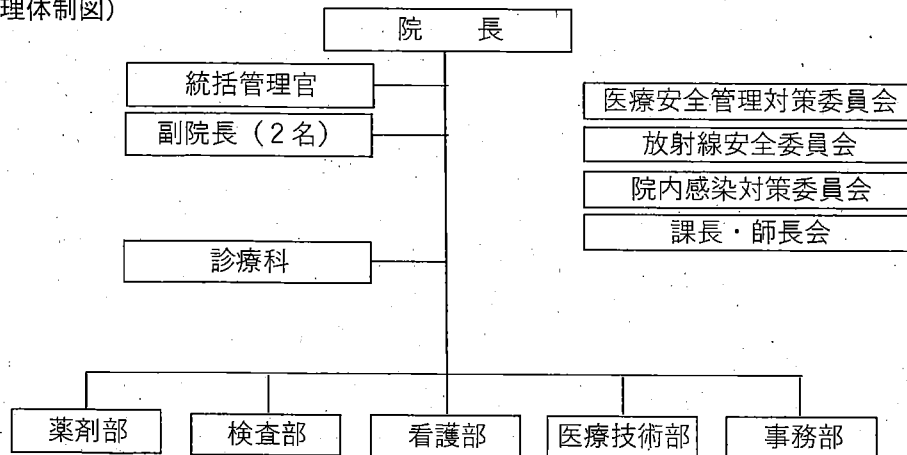 理体制図)
院 長
統括管理官
副院長(2名)
診療科
医療安全管理対策委員会
放射線安全委員会
院内感染対策委員会
課長・師長会
薬剤部 検査部 看護部 医療技術部 事務部